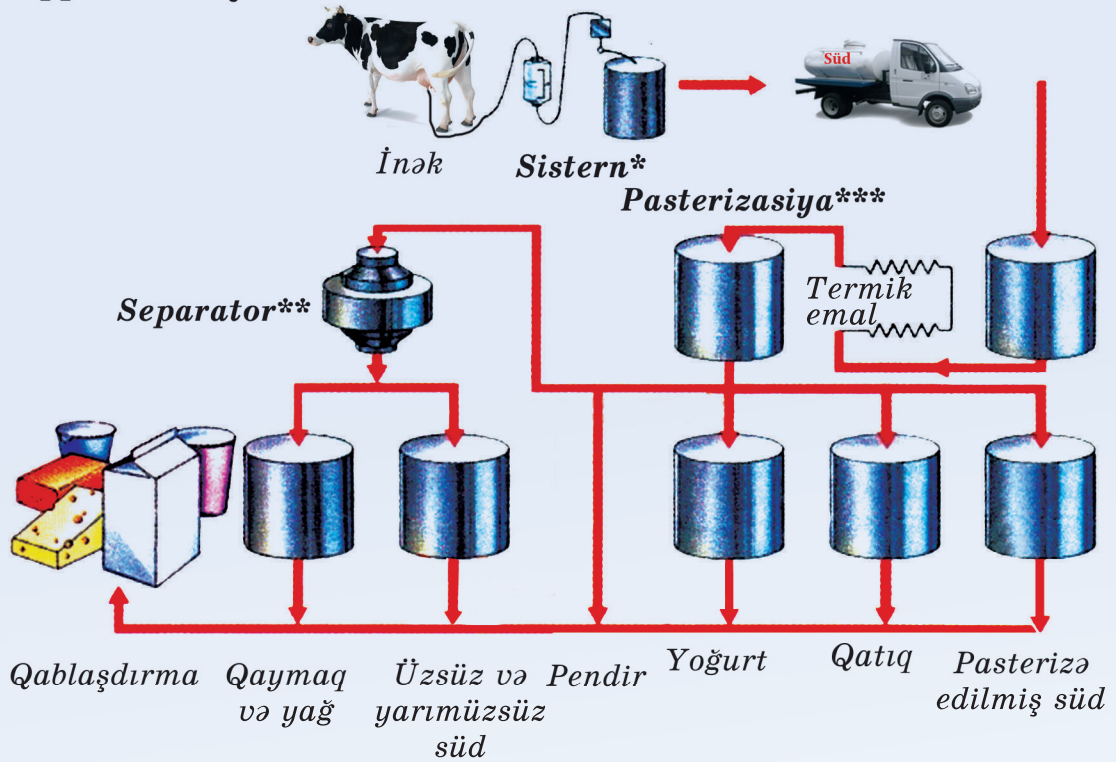 Süd
İnək
Sistern*
Pasterizasiya***
Separator**
Termik
emal
Qablaşdırma
Qaymaq
və yağ
Üzsüz və
yarımüzsüz
süd
Pendir
Yoğurt
Qatıq
Pasterizə
edilmiş süd